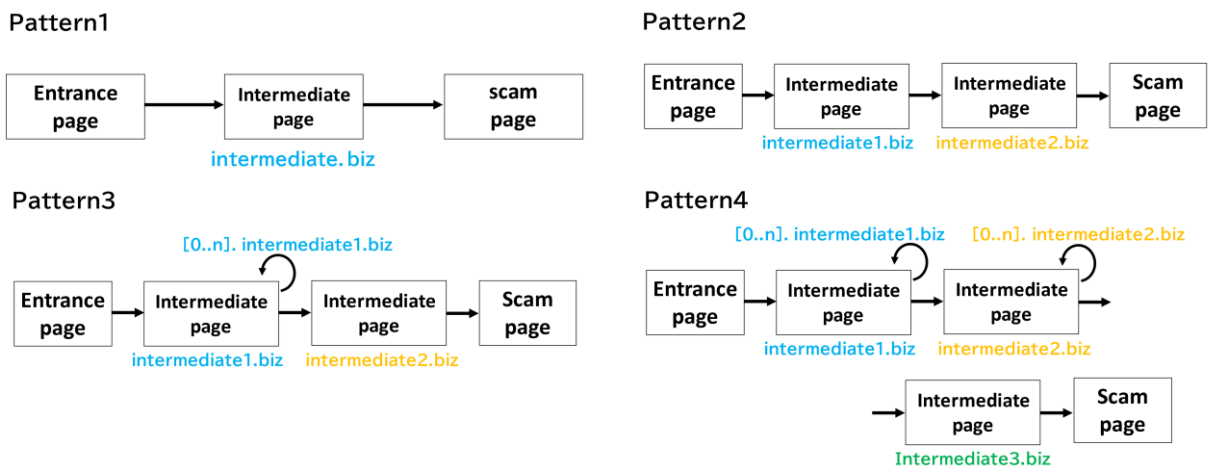 Pattern1
Entrance
page
Intermediate
page
scam
page
intermediate.biz
Pattern2
Entrance
page
Intermediate
page
Intermediate
page
Scam
page
intermediate1.biz
intermediate2.biz
Pattern3
[0..n]. intermediate1.biz
Entrance
page
Intermediate
page
Intermediate
page
Scam
page
intermediate1.biz
intermediate2.biz
Pattern4
[0..n]. intermediate1.biz
[0..n]. intermediate2.biz
Entrance
page
Intermediate
page
Intermediate
page
intermediate1.biz
intermediate2.biz
Intermediate
page
Scam
page
Intermediate3.biz